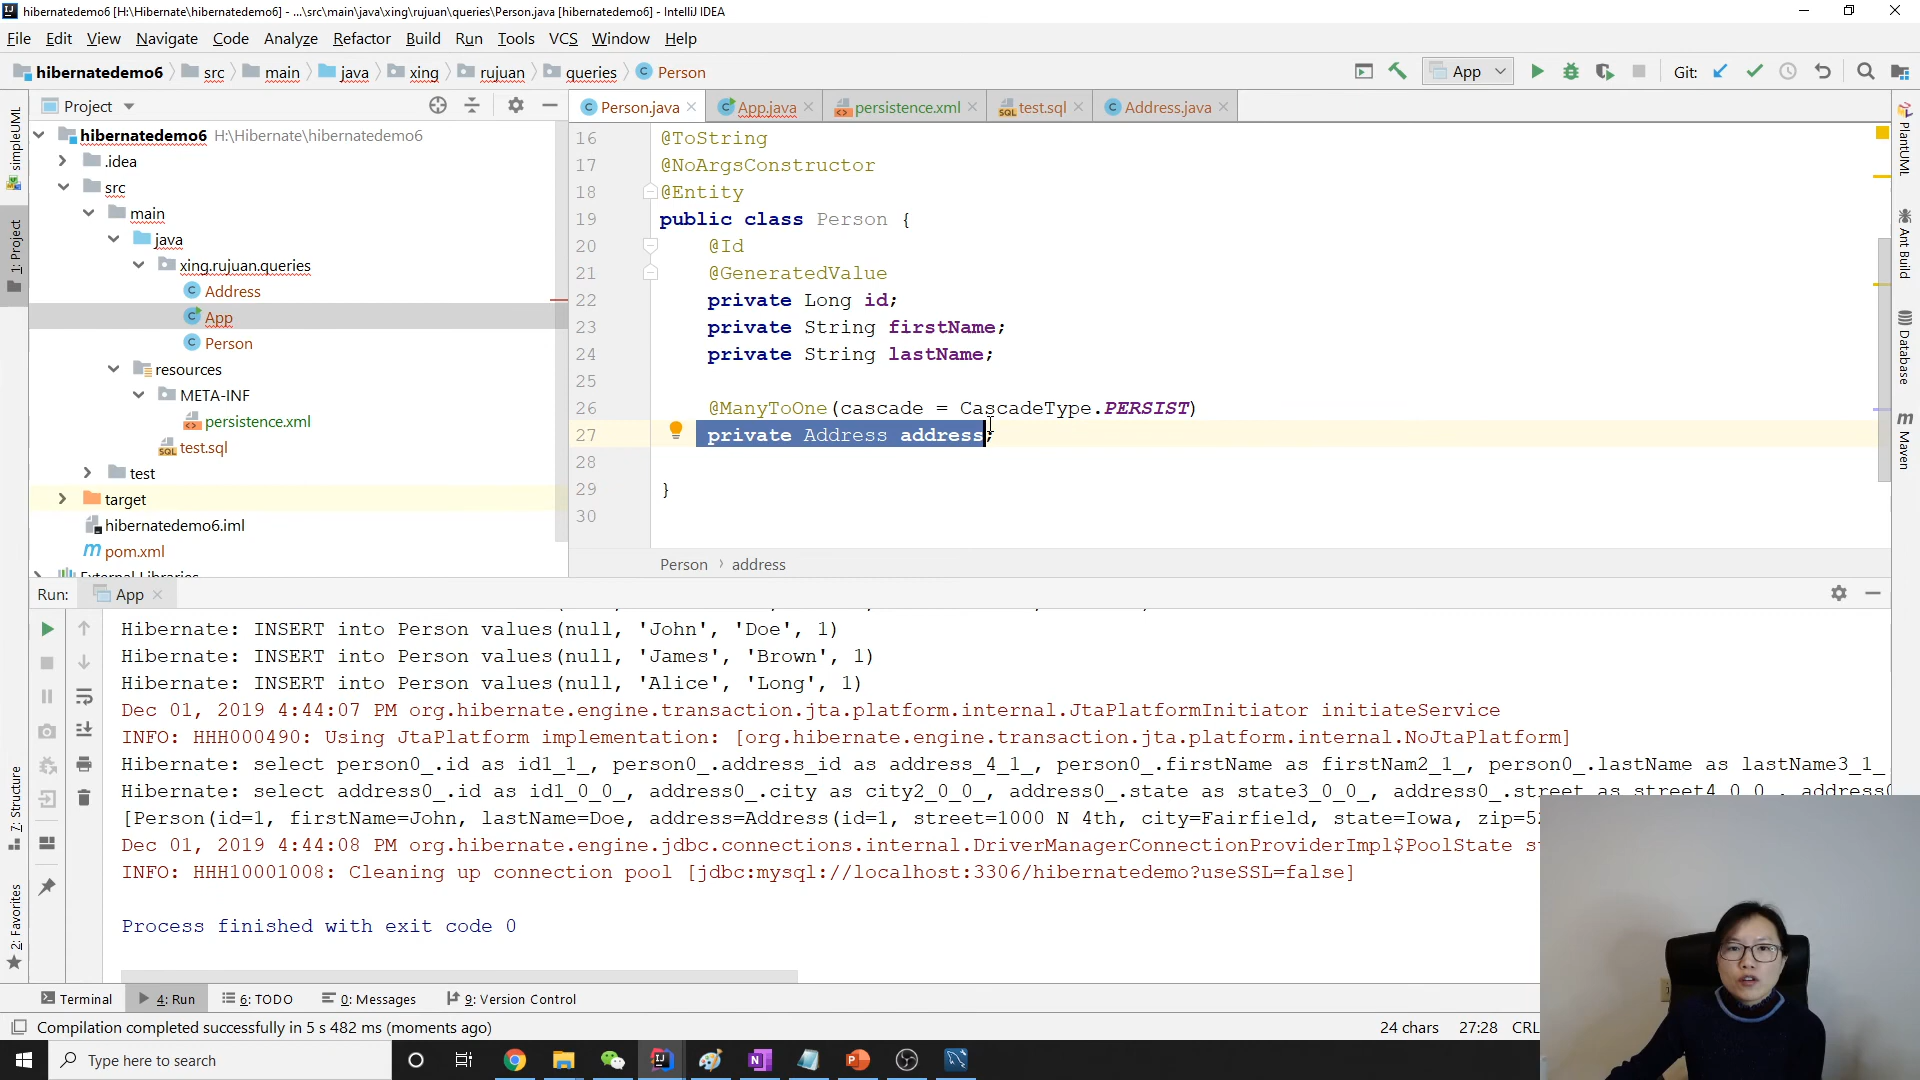 hibernatedemo6 [H:\Hibernate\hibernatedemo6] - ...\src\main\java\xing\rujuan\queries\Person.java [hibernatedemo6] - IntelliJ IDEA
File Edit View Navigate Code Analyze Refactor Build Run Tools VCS Window Help
hibernatedemo6 src main java xing rujuan queries Person App Git:
Project Person.java App.java persistence.xml test.sql Address.java
hibernatedemo6 H:\Hibernate\hibernatedemo6
.idea
src
main
java
xing.rujuan.queries
Address
App
Person
resources
META-INF
persistence.xml
test.sql
test
target
hibernatedemo6.iml
pom.xml
External Libraries
16 @ToString
17 @NoArgsConstructor
18 @Entity
19 public class Person {
20 @Id
21 @GeneratedValue
22 private Long id;
23 private String firstName;
24 private String lastName;
25
26 @ManyToOne(cascade = CascadeType.PERSIST)
27 private Address address;
28
29 }
30
Person › address
simpleUML
1: Project
7: Structure
2: Favorites
PlantUML
Ant Build
Database
Maven
Run: App
Hibernate: INSERT into Person values(null, 'John', 'Doe', 1)
Hibernate: INSERT into Person values(null, 'James', 'Brown', 1)
Hibernate: INSERT into Person values(null, 'Alice', 'Long', 1)
Dec 01, 2019 4:44:07 PM org.hibernate.engine.transaction.jta.platform.internal.JtaPlatformInitiator initiateService
INFO: HHH000490: Using JtaPlatform implementation: [org.hibernate.engine.transaction.jta.platform.internal.NoJtaPlatform]
Hibernate: select person0_.id as id1_1_, person0_.address_id as address_4_1_, person0_.firstName as firstNam2_1_, person0_.lastName as lastName3_1_
Hibernate: select address0_.id as id1_0_0_, address0_.city as city2_0_0_, address0_.state as state3_0_0_, address0_.street as street4_0_0_, address0
[Person(id=1, firstName=John, lastName=Doe, address=Address(id=1, street=1000 N 4th, city=Fairfield, state=Iowa, zip=52
Dec 01, 2019 4:44:08 PM org.hibernate.engine.jdbc.connections.internal.DriverManagerConnectionProviderImpl$PoolState
INFO: HHH10001008: Cleaning up connection pool [jdbc:mysql://localhost:3306/hibernatedemo?useSSL=false]
Process finished with exit code 0
Terminal 4: Run 6: TODO 0: Messages 9: Version Control
Compilation completed successfully in 5 s 482 ms (moments ago) 24 chars 27:28 CRL
Type here to search